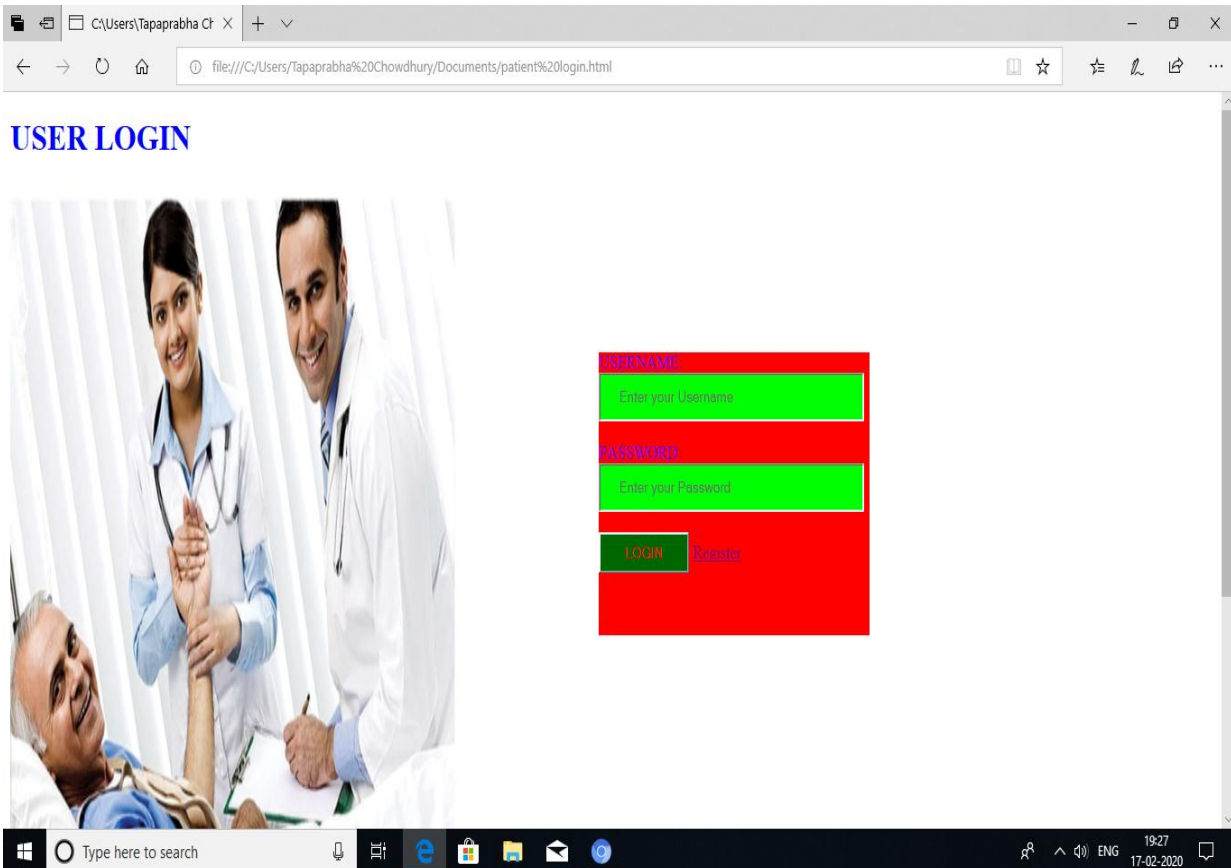 C:\Users\Tapaprabha Ch
file:///C:/Users/Tapaprabha%20Chowdhury/Documents/patient%20login.html
USER LOGIN
USERNAME:
Enter your Username
PASSWORD:
Enter your Password
LOGIN Register
Type here to search
ENG
19:27
17-02-2020